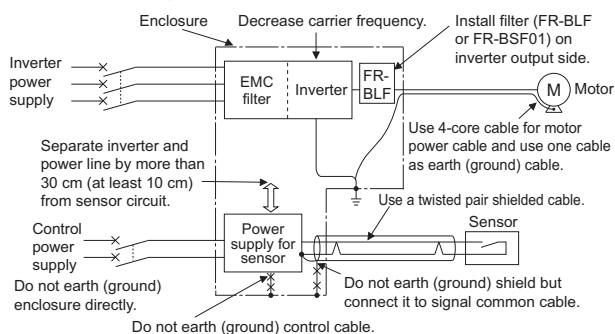 Enclosure
Decrease carrier frequency.
Install filter (FR-BLF
or FR-BSF01) on
inverter output side.
Inverter
power
supply
EMC
filter
Inverter
FR-
BLF
M
Motor
Use 4-core cable for motor
power cable and use one cable
as earth (ground) cable.
Separate inverter and
power line by more than
30 cm (at least 10 cm)
from sensor circuit.
Use a twisted pair shielded cable.
Control
power
supply
Power
supply for
sensor
Sensor
Do not earth (ground)
enclosure directly.
Do not earth (ground) shield but
connect it to signal common cable.
Do not earth (ground) control cable.